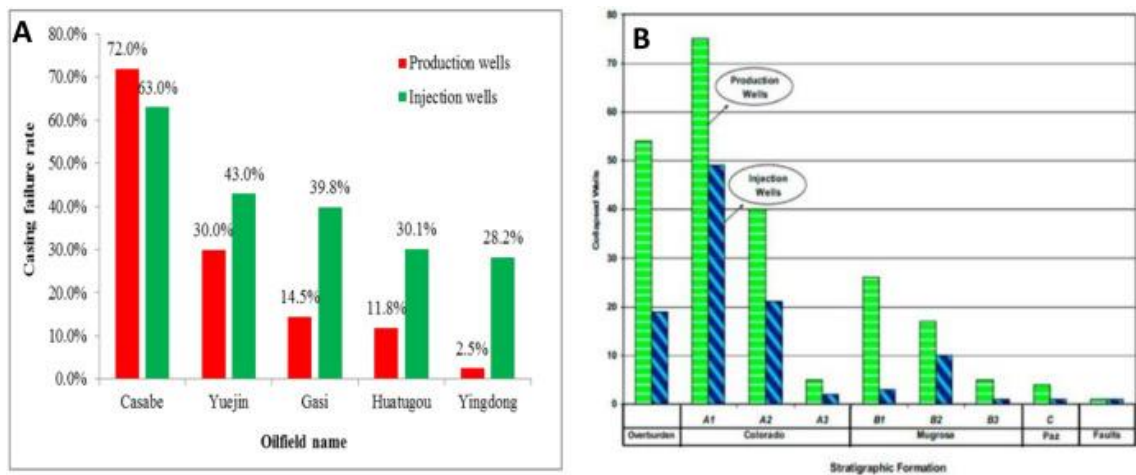 A
80.0%
70.0%
60.0%
50.0%
40.0%
30.0%
20.0%
10.0%
0.0%
Casing failure rate
72.0%
63.0%
30.0%
43.0%
14.5%
39.8%
11.8%
30.1%
2.5%
28.2%
Production wells
Injection wells
Casabe
Yuejin
Gasi
Huatugou
Yingdong
Oilfield name
B
80
70
60
50
40
30
20
10
0
Collapsed Wells
Production
Wells
Injection
Wells
A1 A2 A3 B1 B2 B3 C
Overburden Colorado Mugrosa Paz Faults
Stratigraphic Formation